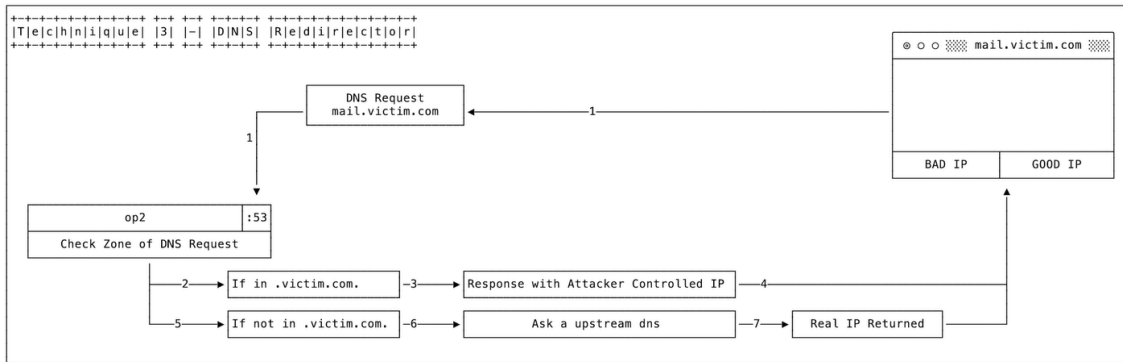 +-+-+-+-+-+-+-+-+-+ +-+ +-+ +-+-+-+ +-+-+-+-+-+-+-+-+-+-+
|T|e|c|h|n|i|q|u|e| |3| |-| |D|N|S| |R|e|d|i|r|e|c|t|o|r|
+-+-+-+-+-+-+-+-+-+ +-+ +-+ +-+-+-+ +-+-+-+-+-+-+-+-+-+-+
mail.victim.com
DNS Request
mail.victim.com
1
1
BAD IP
GOOD IP
op2
:53
Check Zone of DNS Request
2
If in .victim.com.
3
Response with Attacker Controlled IP
4
5
If not in .victim.com.
6
Ask a upstream dns
7
Real IP Returned